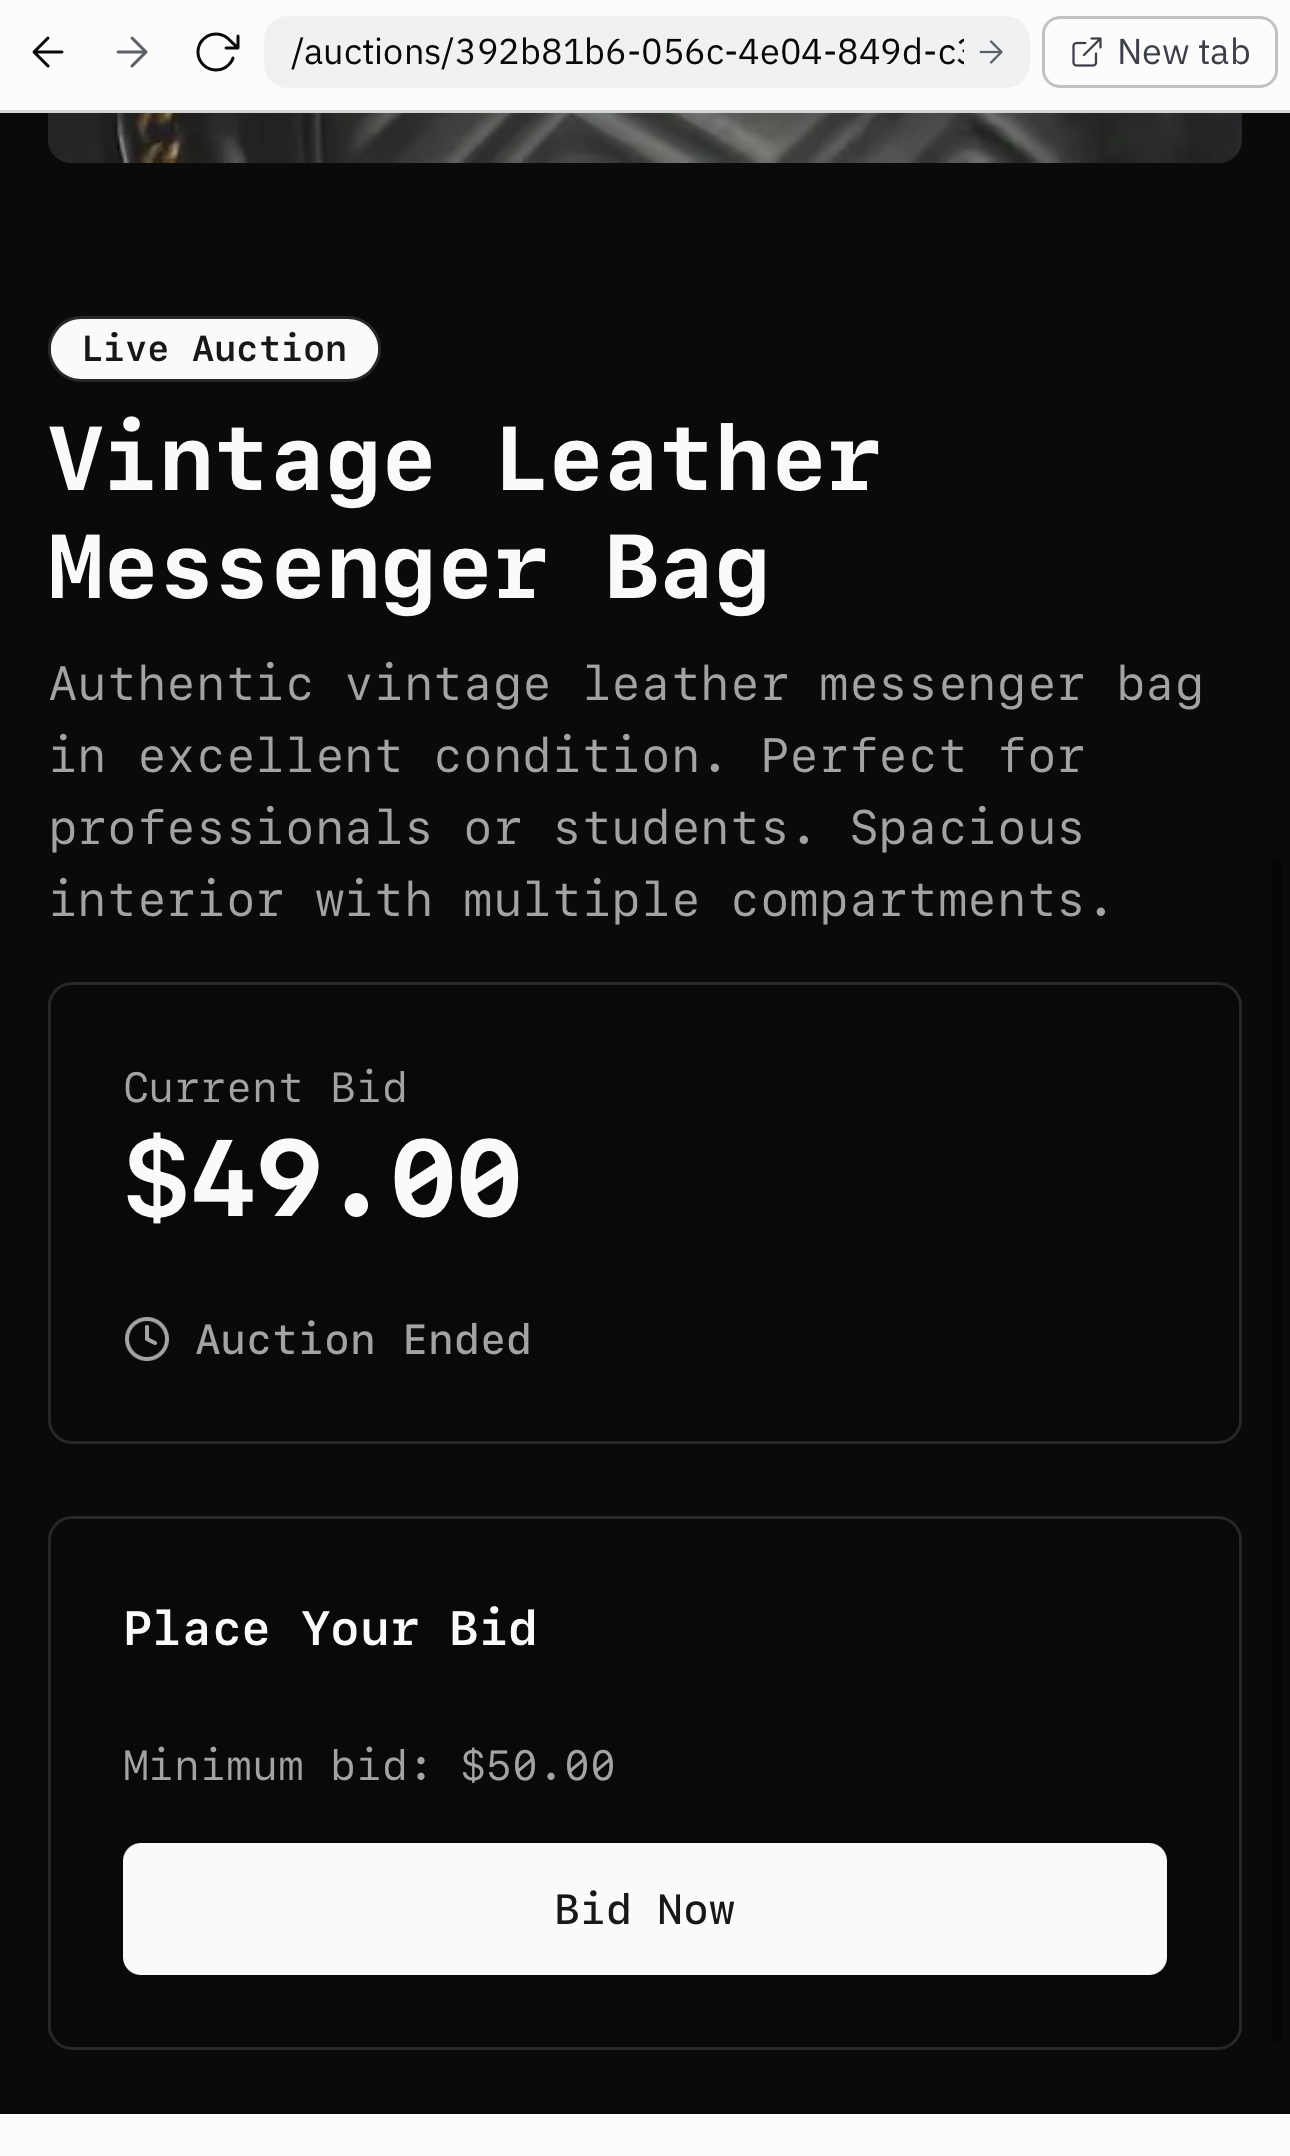 /auctions/392b81b6-056c-4e04-849d-c
New tab
Live Auction
Vintage Leather
Messenger Bag
Authentic vintage leather messenger bag
in excellent condition. Perfect for
professionals or students. Spacious
interior with multiple compartments.
Current Bid
$49.00
Auction Ended
Place Your Bid
Minimum bid: $50.00
Bid Now